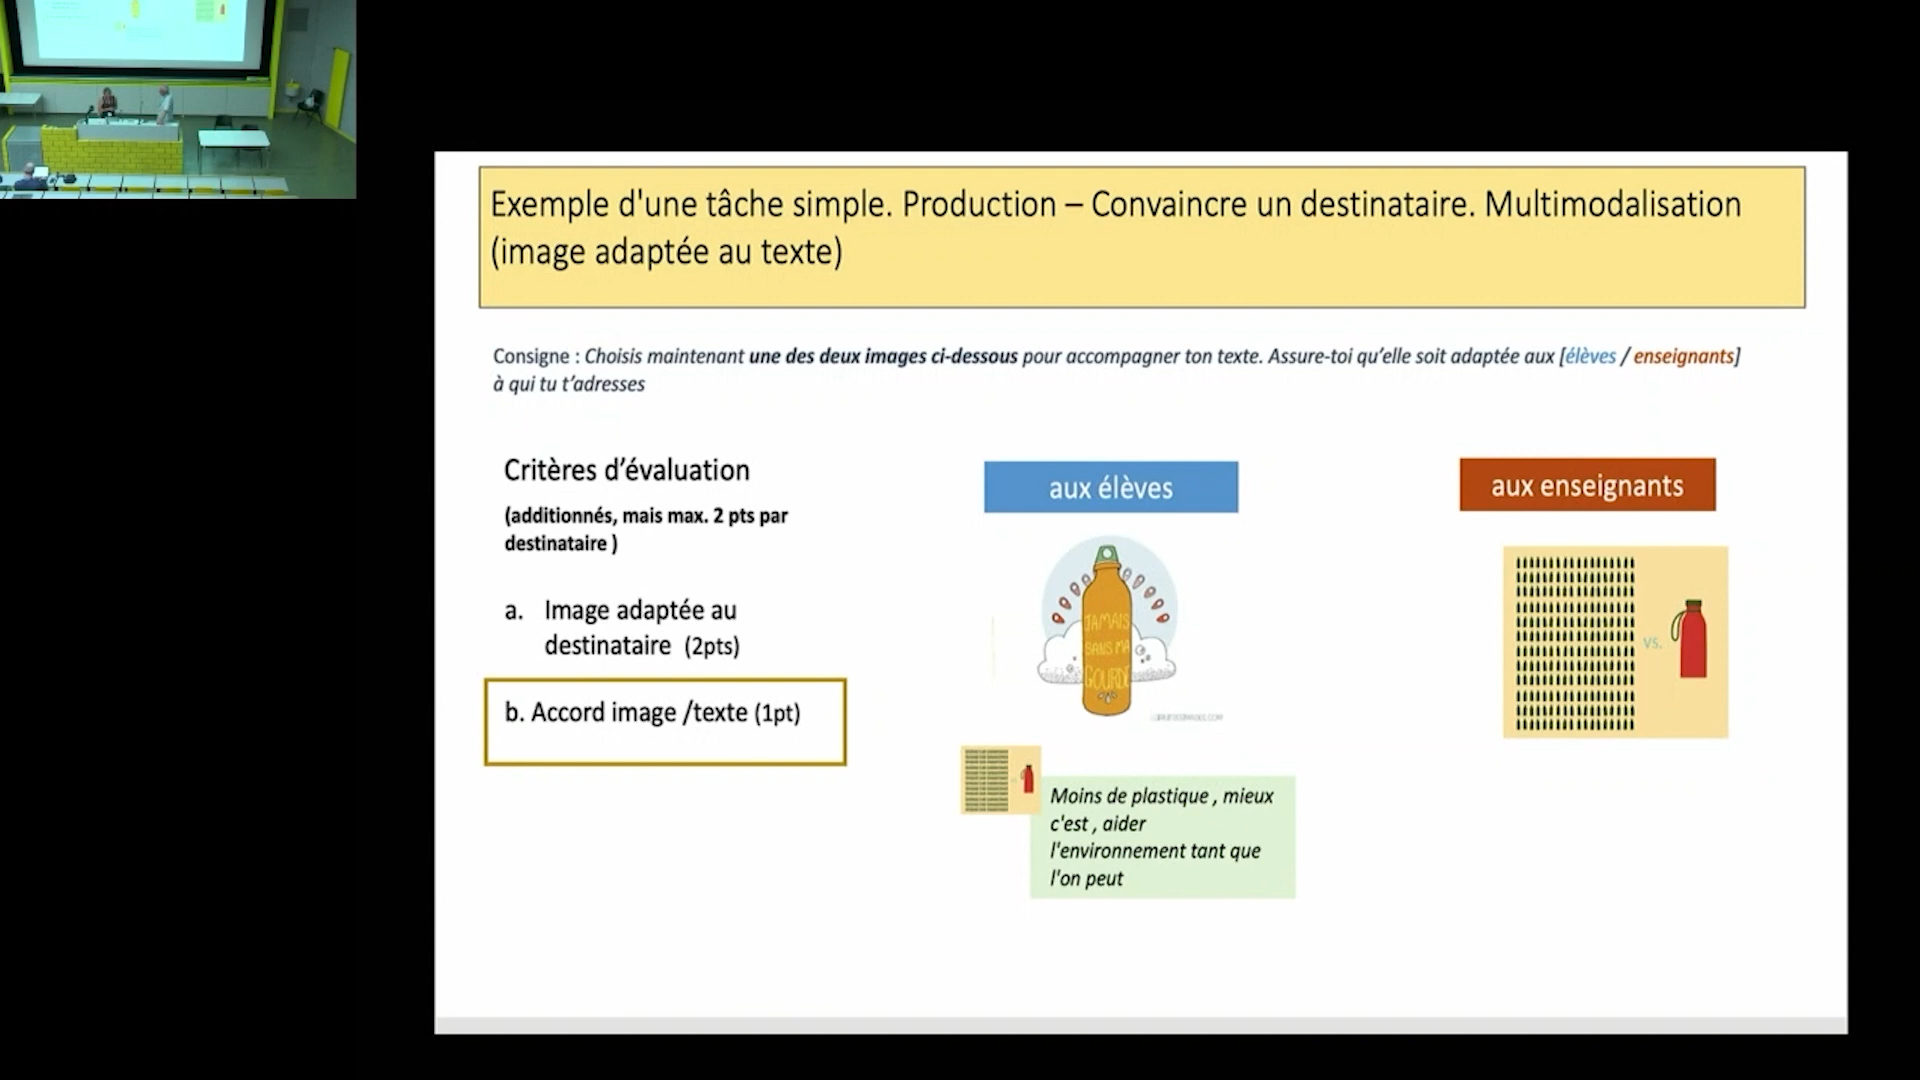 Exemple d'une tâche simple. Production – Convaincre un destinataire. Multimodalisation
(image adaptée au texte)
Consigne : Choisis maintenant une des deux images ci-dessous pour accompagner ton texte. Assure-toi qu'elle soit adaptée aux [élèves / enseignants]
à qui tu t'adresses
Critères d'évaluation
(additionnés, mais max. 2 pts par
destinataire )
a. Image adaptée au
destinataire (2pts)
b. Accord image /texte (1pt)
aux élèves
JAMAIS
SANS MA
GOURDE
Moins de plastique , mieux
c'est , aider
l'environnement tant que
l'on peut
aux enseignants
vs.